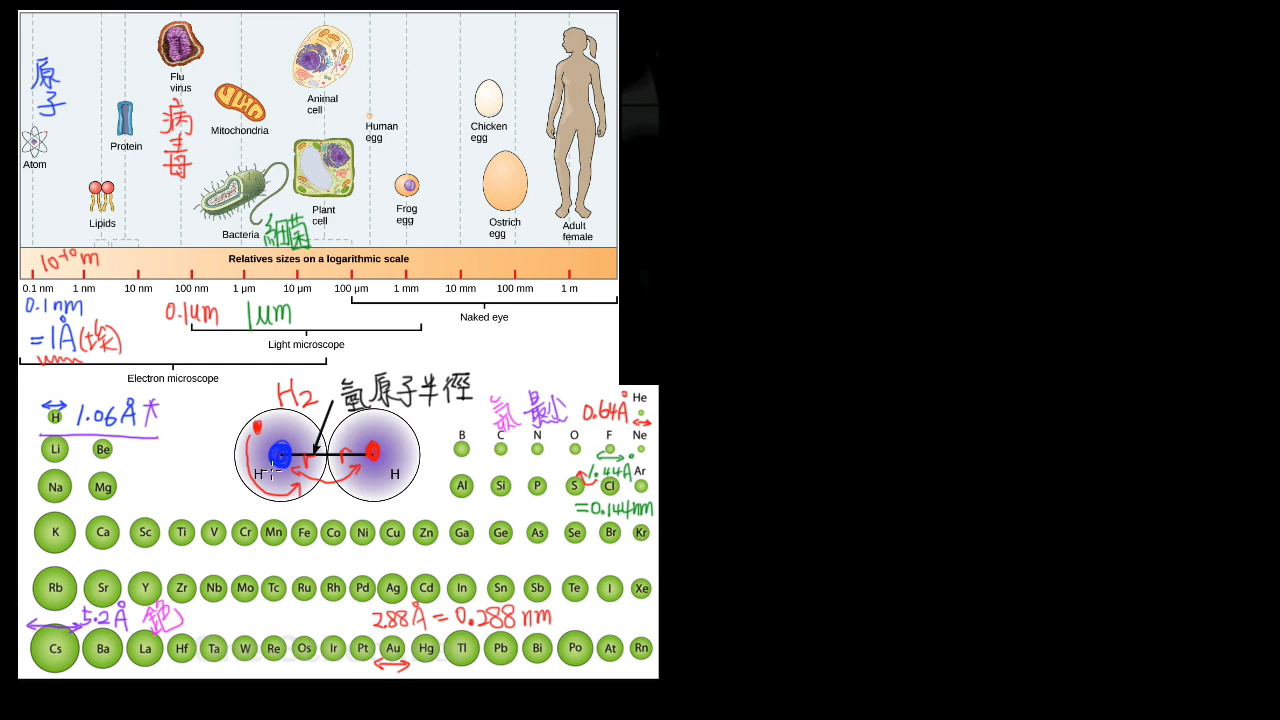 原子
Atom
Lipids
Protein
Flu
virus
病毒
Mitochondria
Bacteria
細菌
Animal
cell
Plant
cell
Human
egg
Frog
egg
Chicken
egg
Ostrich
egg
Adult
female
10⁻¹⁰m
Relatives sizes on a logarithmic scale
0.1 nm 1 nm 10 nm 100 nm 1 μm 10 μm 100 μm 1 mm 10 mm 100 mm 1 m
0.1nm
=1Å(埃)
0.1um
1um
Naked eye
Light microscope
Electron microscope
H 1.06Å
H₂
氫原子半徑
r r
H H
氦 最小 0.64Å He
Li Be B C N O F Ne
1.44Å
=0.144nm
Na Mg Al Si P S Cl Ar
K Ca Sc Ti V Cr Mn Fe Co Ni Cu Zn Ga Ge As Se Br Kr
Rb Sr Y Zr Nb Mo Tc Ru Rh Pd Ag Cd In Sn Sb Te I Xe
5.2Å 銫
2.88Å = 0.288nm
Cs Ba La Hf Ta W Re Os Ir Pt Au Hg Tl Pb Bi Po At Rn